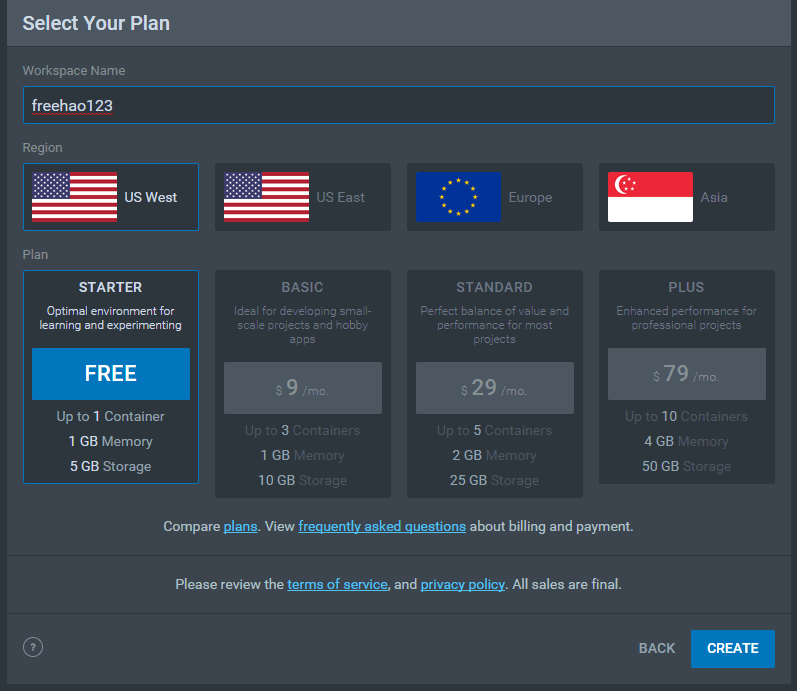 Select Your Plan
Workspace Name
freehao123
Region
US West
US East
Europe
Asia
Plan
STARTER
Optimal environment for
learning and experimenting
FREE
Up to 1 Container
1 GB Memory
5 GB Storage
BASIC
Ideal for developing small-
scale projects and hobby
apps
$ 9 /mo.
Up to 3 Containers
1 GB Memory
10 GB Storage
STANDARD
Perfect balance of value and
performance for most
projects
$ 29 /mo.
Up to 5 Containers
2 GB Memory
25 GB Storage
PLUS
Enhanced performance for
professional projects
$ 79 /mo.
Up to 10 Containers
4 GB Memory
50 GB Storage
Compare plans. View frequently asked questions about billing and payment.
Please review the terms of service, and privacy policy. All sales are final.
?
BACK
CREATE